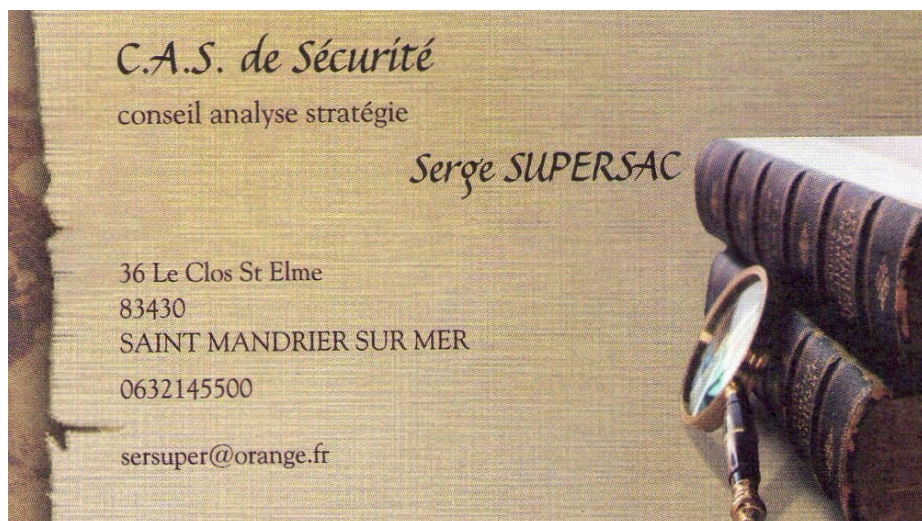 C.A.S. de Sécurité
conseil analyse stratégie
Serge SUPERSAC
36 Le Clos St Elme
83430
SAINT MANDRIER SUR MER
0632145500
sersuper@orange.fr